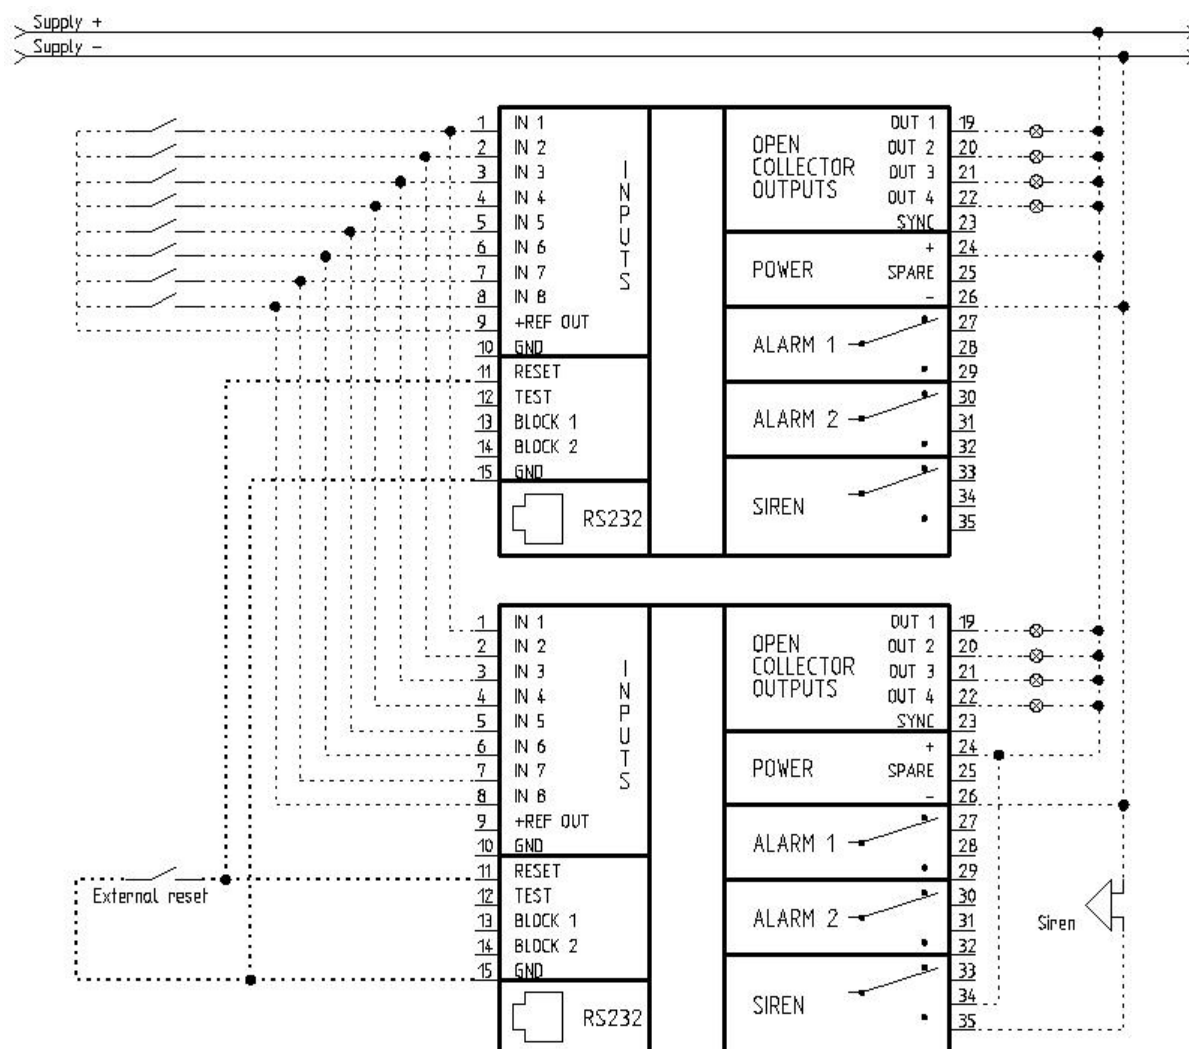 Supply +
Supply -
1 IN 1
2 IN 2
3 IN 3
4 IN 4
5 IN 5
6 IN 6
7 IN 7
8 IN 8
9 +REF OUT
10 GND
INPUTS
11 RESET
12 TEST
13 BLOCK 1
14 BLOCK 2
15 GND
RS232
OPEN
COLLECTOR
OUTPUTS
OUT 1 19
OUT 2 20
OUT 3 21
OUT 4 22
SYNC 23
POWER
+ 24
SPARE 25
- 26
ALARM 1
27
28
29
ALARM 2
30
31
32
SIREN
33
34
35
1 IN 1
2 IN 2
3 IN 3
4 IN 4
5 IN 5
6 IN 6
7 IN 7
8 IN 8
9 +REF OUT
10 GND
INPUTS
11 RESET
12 TEST
13 BLOCK 1
14 BLOCK 2
15 GND
RS232
External reset
OPEN
COLLECTOR
OUTPUTS
OUT 1 19
OUT 2 20
OUT 3 21
OUT 4 22
SYNC 23
POWER
+ 24
SPARE 25
- 26
ALARM 1
27
28
29
ALARM 2
30
31
32
SIREN
33
34
35
Siren